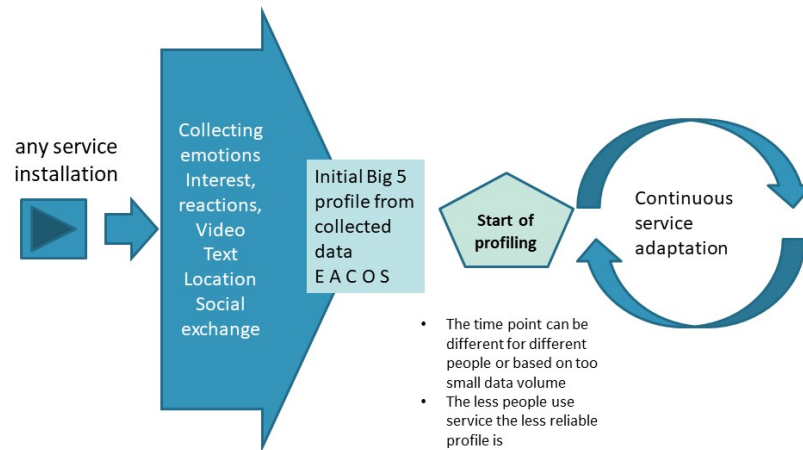 any service
installation
Collecting
emotions
Interest,
reactions,
Video
Text
Location
Social
exchange
Initial Big 5
profile from
collected
data
E A C O S
Start of
profiling
Continuous
service
adaptation
• The time point can be
different for different
people or based on too
small data volume
• The less people use
service the less reliable
profile is